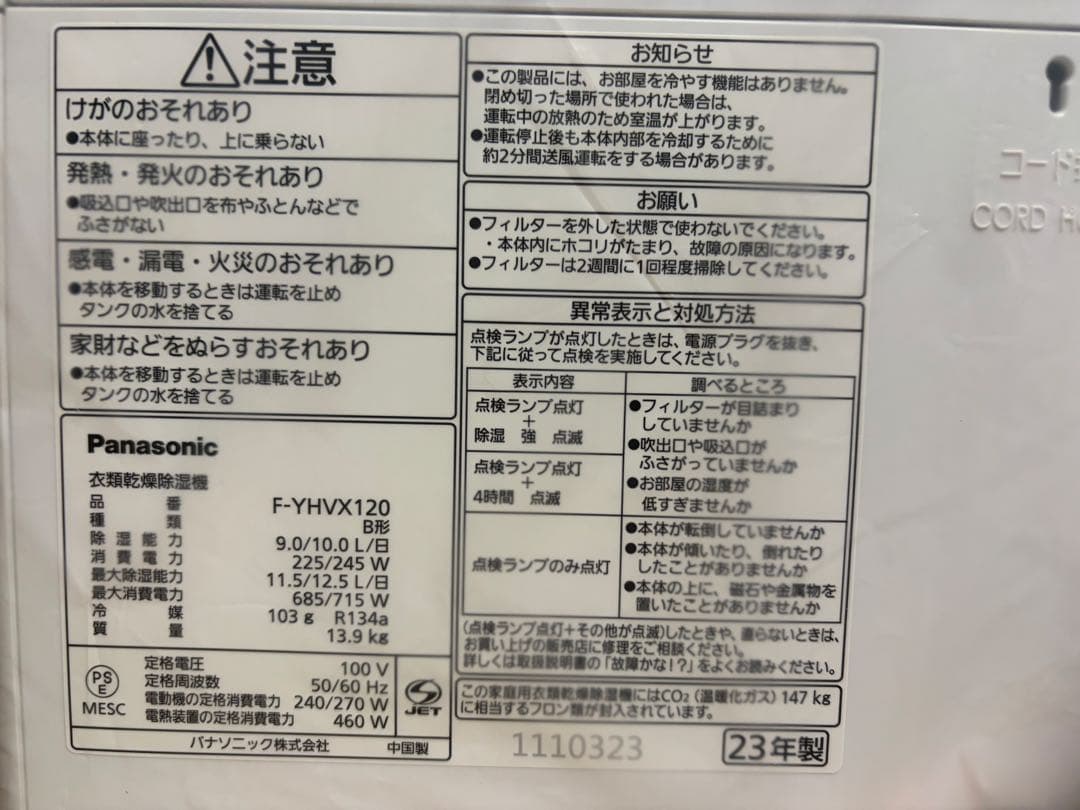 ⚠注意
けがのおそれあり
●本体に座ったり、上に乗らない
発熱・発火のおそれあり
●吸込口や吹出口を布やふとんなどで
ふさがない
感電・漏電・火災のおそれあり
●本体を移動するときは運転を止め
タンクの水を捨てる
家財などをぬらすおそれあり
●本体を移動するときは運転を止め
タンクの水を捨てる
Panasonic
衣類乾燥除湿機
品番 F-YHVX120
種類 B形
除湿能力 9.0/10.0 L/日
消費電力 225/245 W
最大除湿能力 11.5/12.5 L/日
最大消費電力 685/715 W
冷媒 103 g R134a
質量 13.9 kg
PSE
MESC
定格電圧 100 V
定格周波数 50/60 Hz
電動機の定格消費電力 240/270 W
電熱装置の定格消費電力 460 W
JET
パナソニック株式会社 中国製
お知らせ
●この製品には、お部屋を冷やす機能はありません。
閉め切った場所で使われた場合は、
運転中の放熱のため室温が上がります。
●運転停止後も本体内部を冷却するために
約2分間送風運転をする場合があります。
お願い
●フィルターを外した状態で使わないでください。
・本体内にホコリがたまり、故障の原因になります。
●フィルターは2週間に1回程度掃除してください。
異常表示と対処方法
点検ランプが点灯したときは、電源プラグを抜き、
下記に従って点検を実施してください。
表示内容 調べるところ
点検ランプ点灯
+
除湿 強 点滅
点検ランプ点灯
+
4時間 点滅
●フィルターが目詰まり
していませんか
●吹出口や吸込口が
ふさがっていませんか
●お部屋の湿度が
低すぎませんか
点検ランプのみ点灯
●本体が転倒していませんか
●本体が傾いたり、倒れたり
したことがありませんか
●本体の上に、磁石や金属物を
置いたことがありませんか
(点検ランプ点灯+その他が点滅)したときや、直らないときは、
お買い上げの販売店に修理をご相談ください。
詳しくは取扱説明書の「故障かな!?」をよくお読みください。
この家庭用衣類乾燥除湿機にはCO₂(温暖化ガス)147 kg
に相当するフロン類が封入されています。
1110323
23年製
コード
CORD